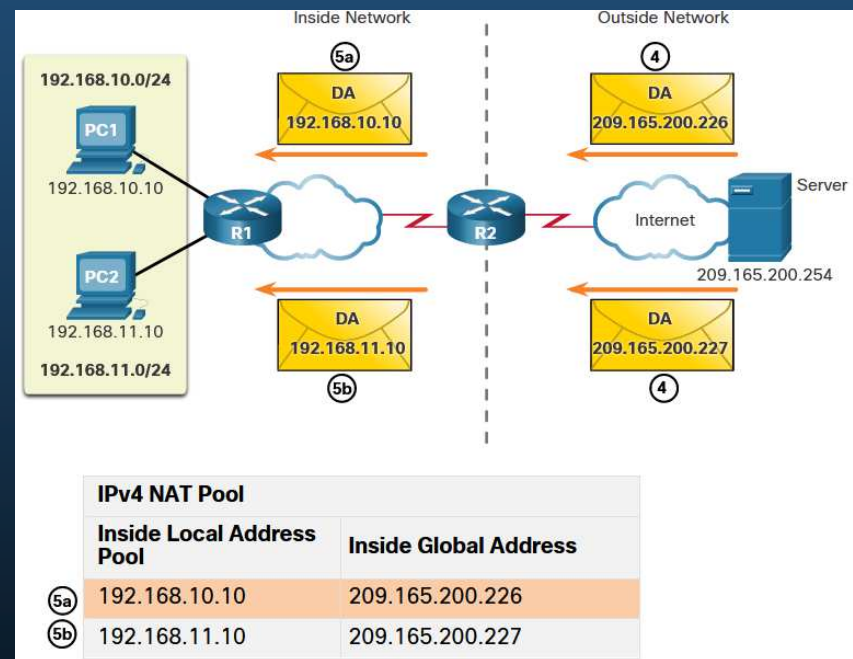 Inside Network
Outside Network
5a
4
192.168.10.0/24
DA
192.168.10.10
DA
209.165.200.226
PC1
192.168.10.10
R1
R2
Internet
Server
PC2
192.168.11.10
209.165.200.254
DA
192.168.11.10
DA
209.165.200.227
192.168.11.0/24
5b
4
IPv4 NAT Pool
Inside Local Address
Pool
Inside Global Address
5a 192.168.10.10 209.165.200.226
5b 192.168.11.10 209.165.200.227